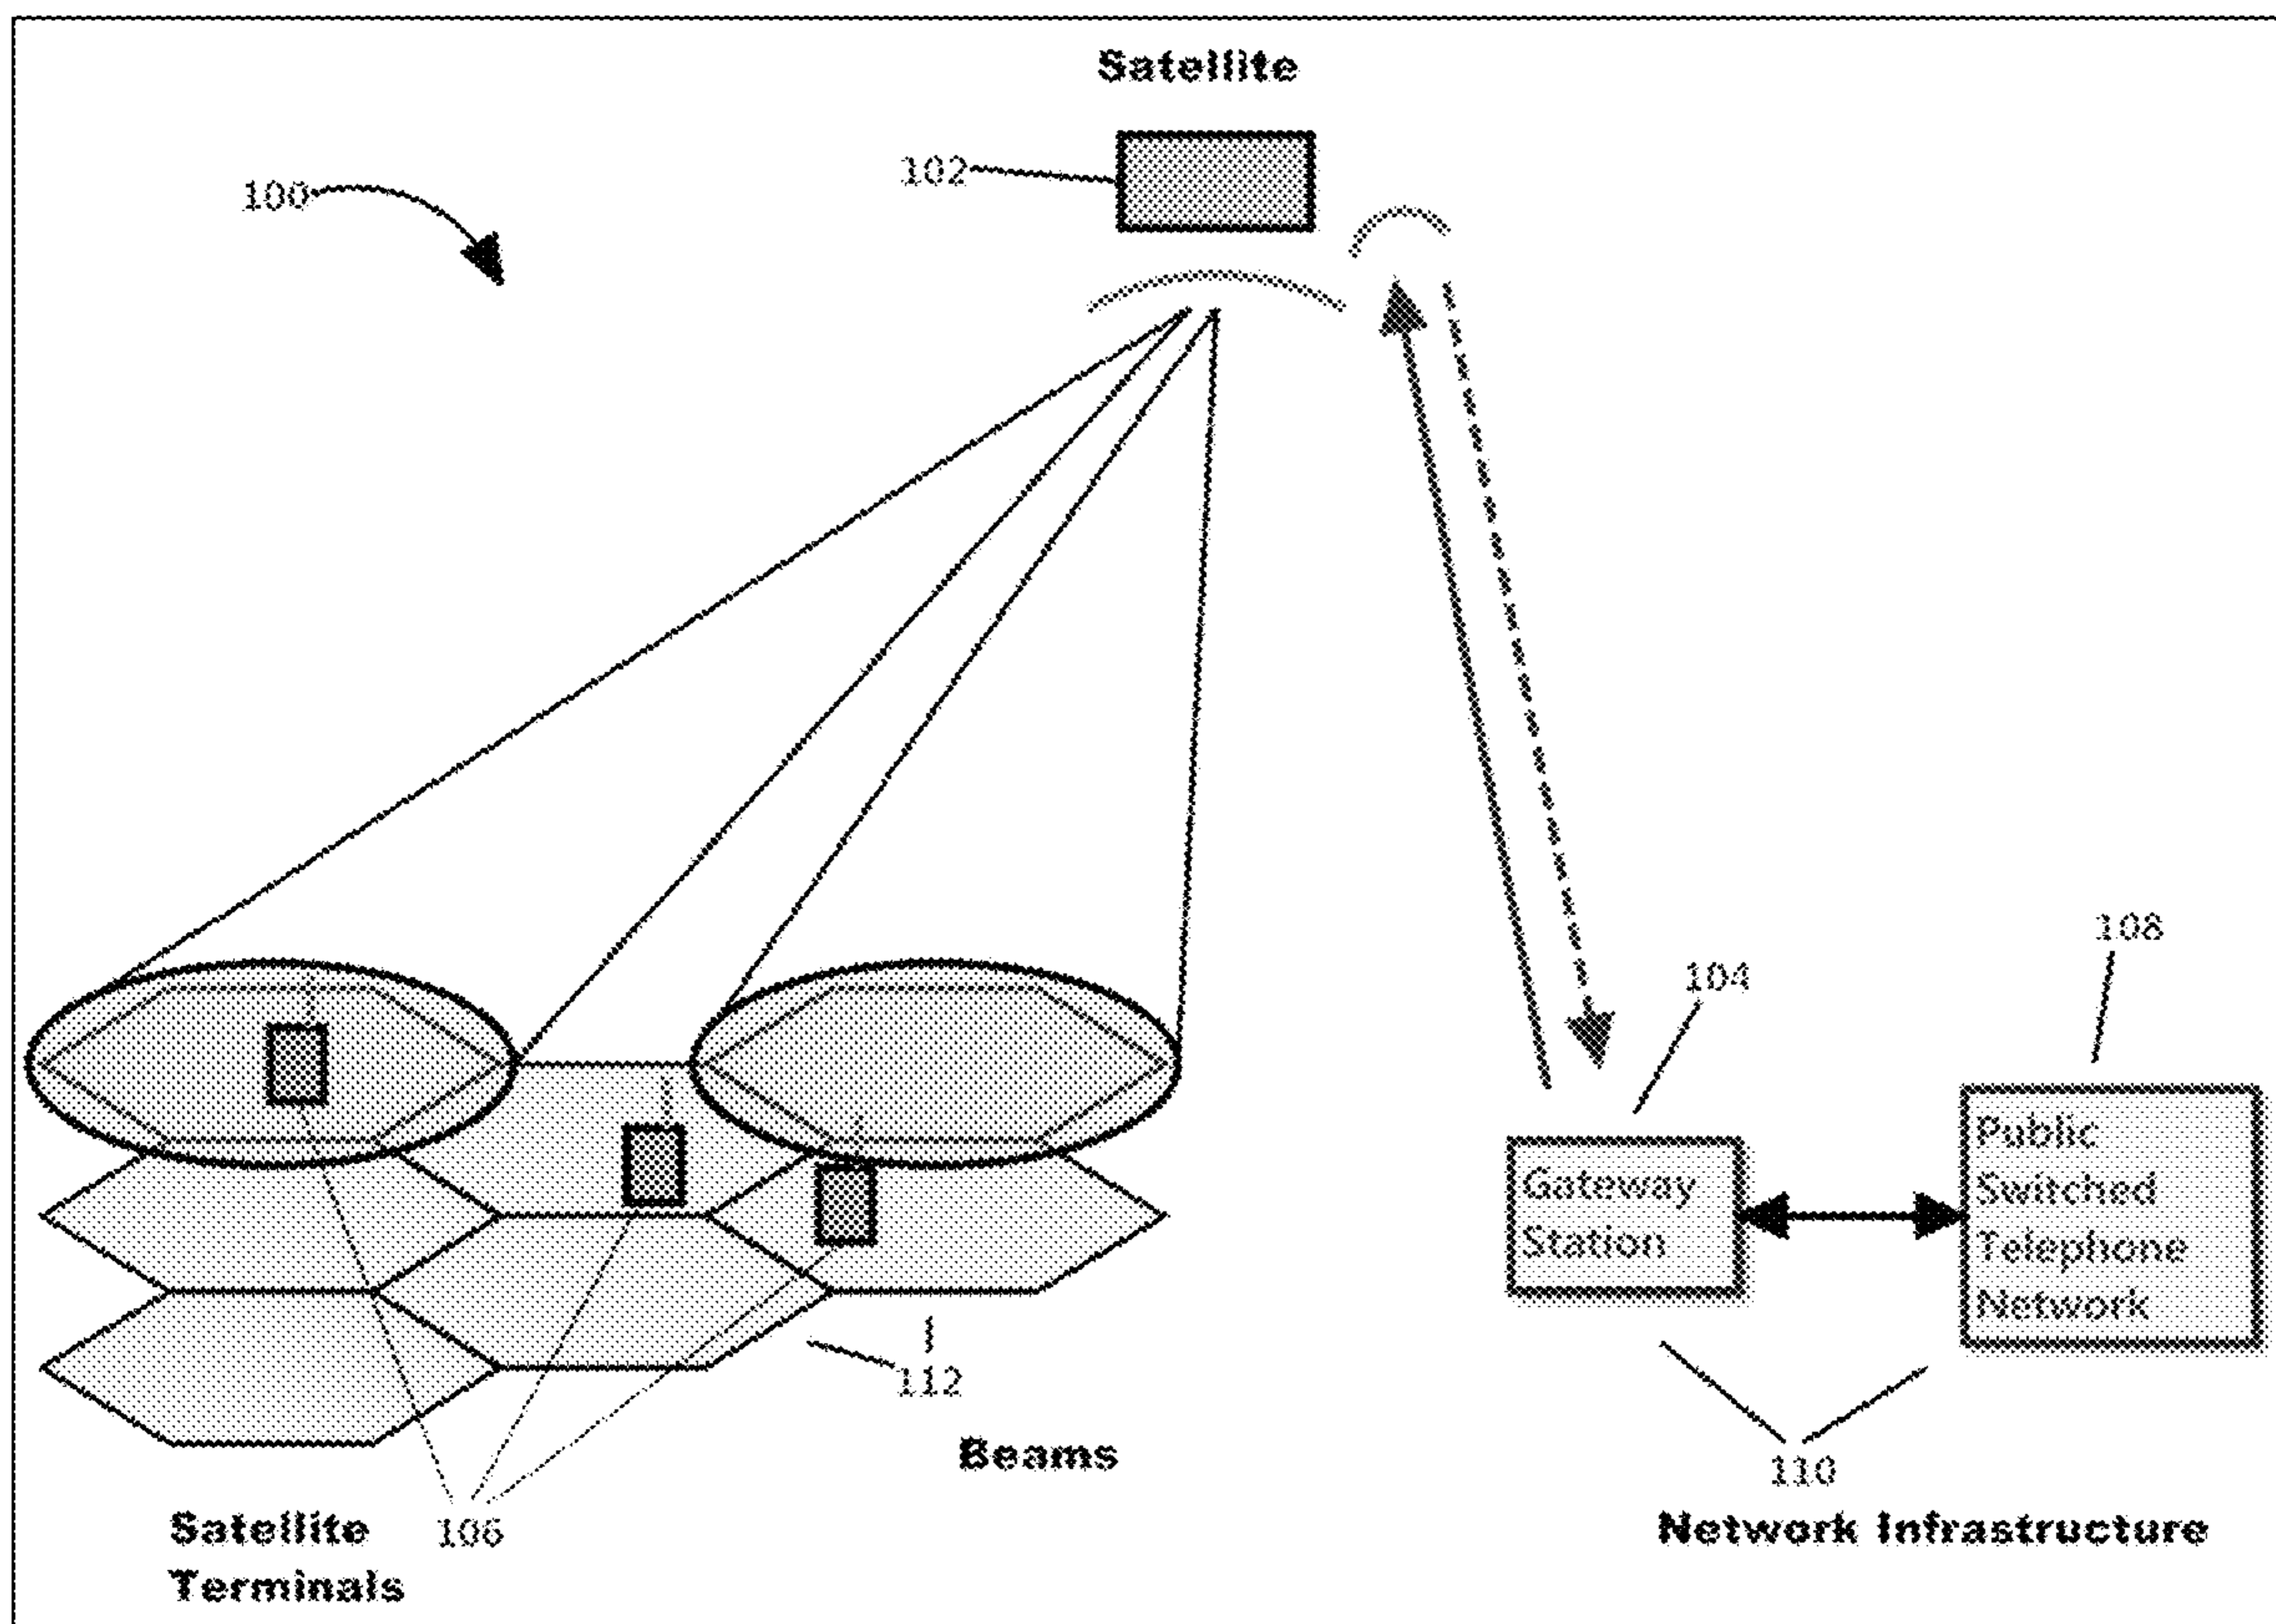 Satellite
102
100
108
104
Public
Switched
Telephone
Network
Gateway
Station
112
Beams
110
Satellite
Terminals
106
Network Infrastructure